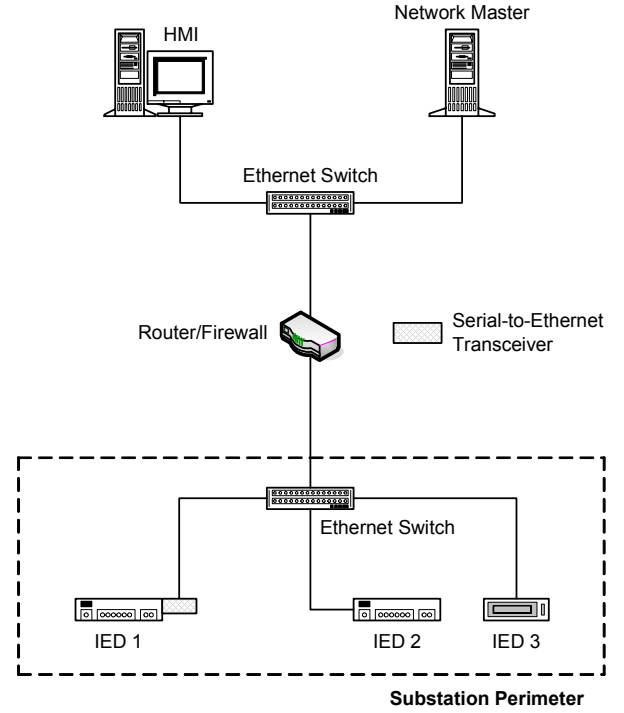 Network Master
HMI
Ethernet Switch
Router/Firewall
Serial-to-Ethernet
Transceiver
Ethernet Switch
IED 1
IED 2
IED 3
Substation Perimeter